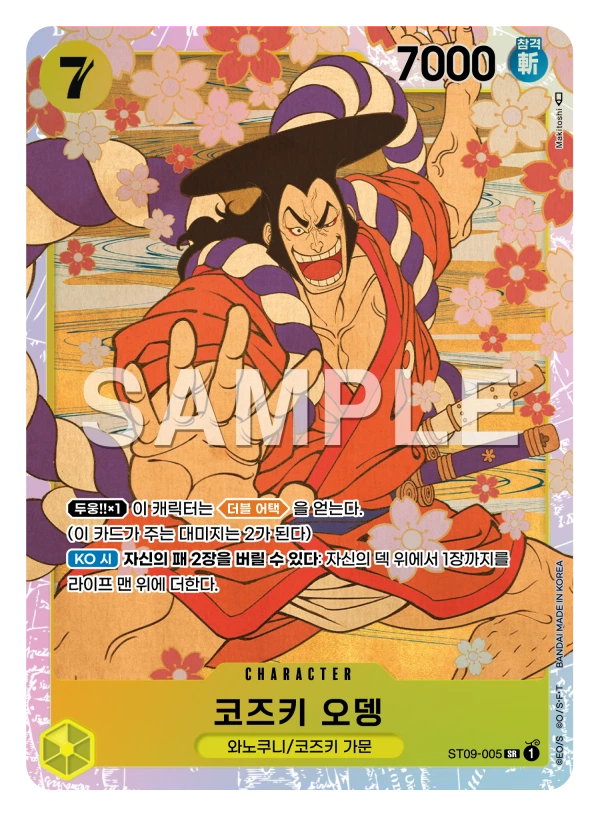 7
7000
참격
斬
Makitoshi
SAMPLE
두웅!!×1 이 캐릭터는 더블 어택 을 얻는다.
(이 카드가 주는 대미지는 2가 된다)
KO 시 자신의 패 2장을 버릴 수 있다: 자신의 덱 위에서 1장까지를
라이프 맨 위에 더한다.
©EO/S ©O/S·F·T BANDAI MADE IN KOREA
CHARACTER
코즈키 오뎅
와노쿠니/코즈키 가문
ST09-005 SR 1